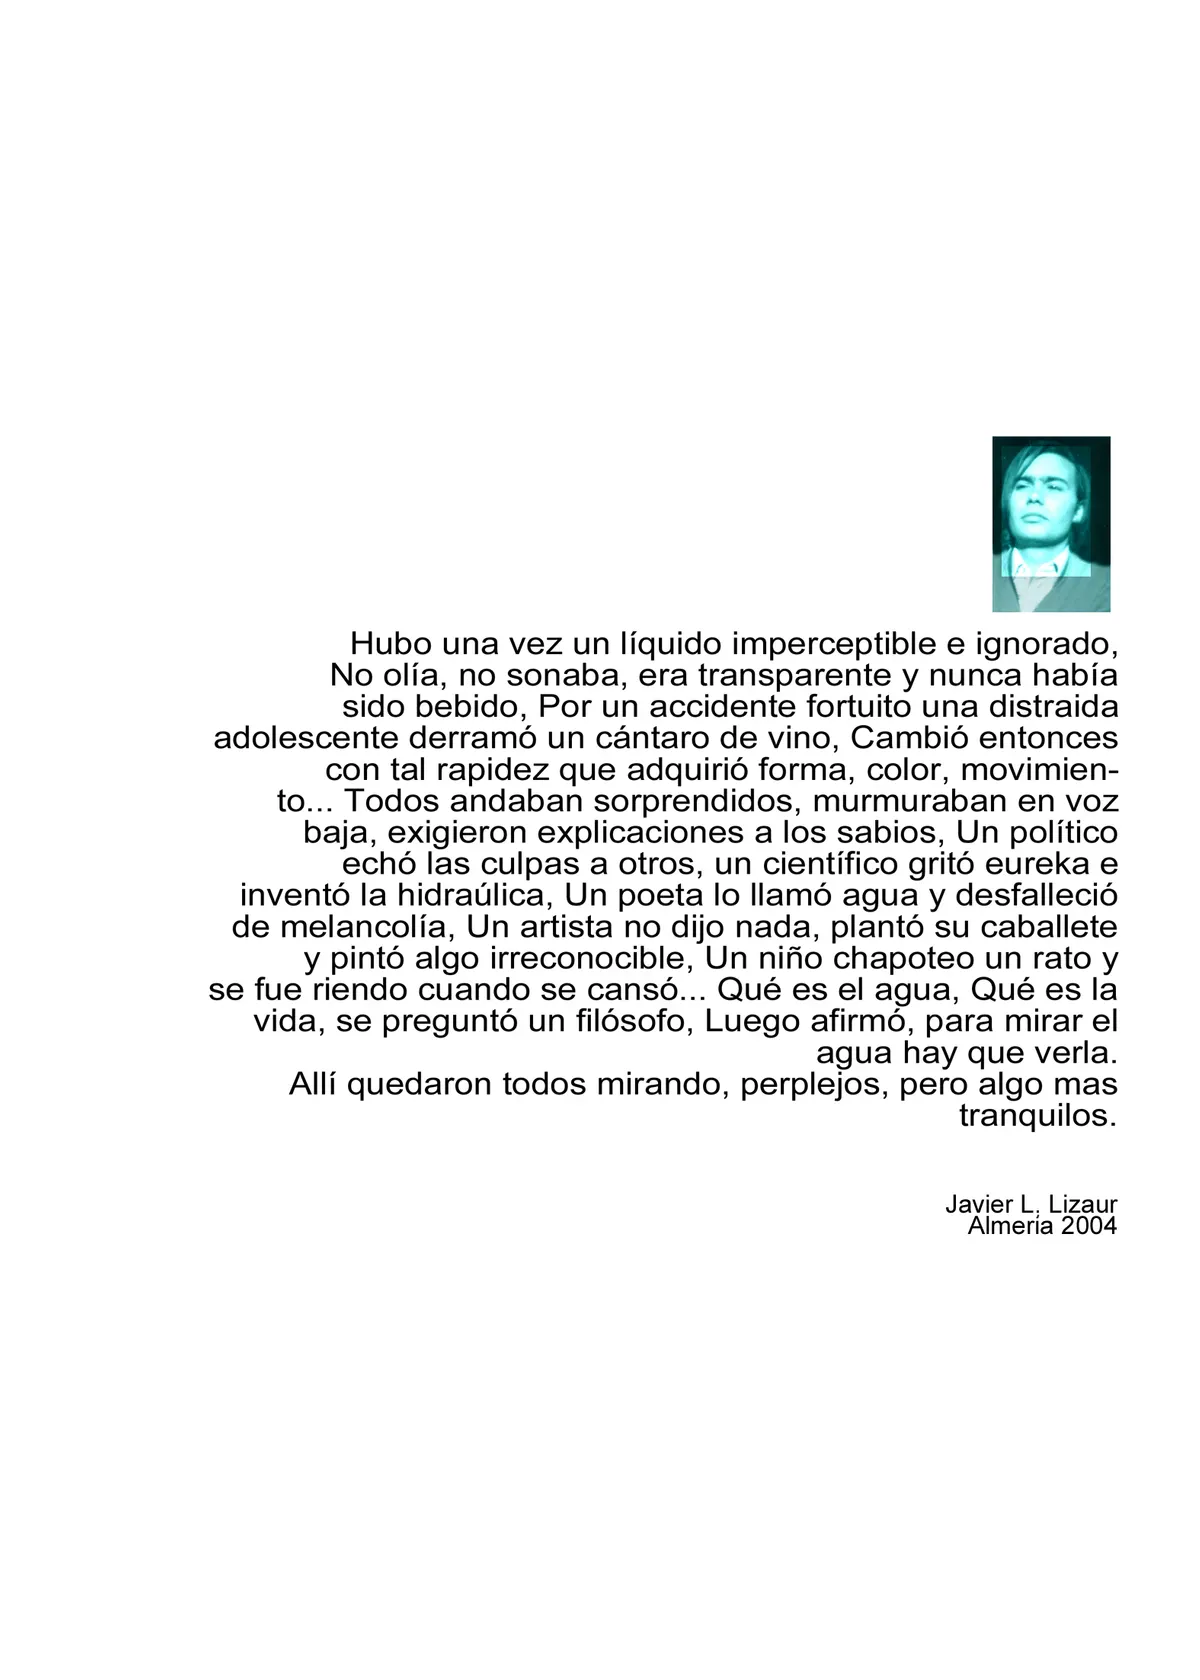 Hubo una vez un líquido imperceptible e ignorado,
No olía, no sonaba, era transparente y nunca había
sido bebido, Por un accidente fortuito una distraida
adolescente derramó un cántaro de vino, Cambió entonces
con tal rapidez que adquirió forma, color, movimien-
to... Todos andaban sorprendidos, murmuraban en voz
baja, exigieron explicaciones a los sabios, Un político
echó las culpas a otros, un científico gritó eureka e
inventó la hidraúlica, Un poeta lo llamó agua y desfalleció
de melancolía, Un artista no dijo nada, plantó su caballete
y pintó algo irreconocible, Un niño chapoteo un rato y
se fue riendo cuando se cansó... Qué es el agua, Qué es la
vida, se preguntó un filósofo, Luego afirmó, para mirar el
agua hay que verla.
Allí quedaron todos mirando, perplejos, pero algo mas
tranquilos.
Javier L. Lizaur
Almería 2004